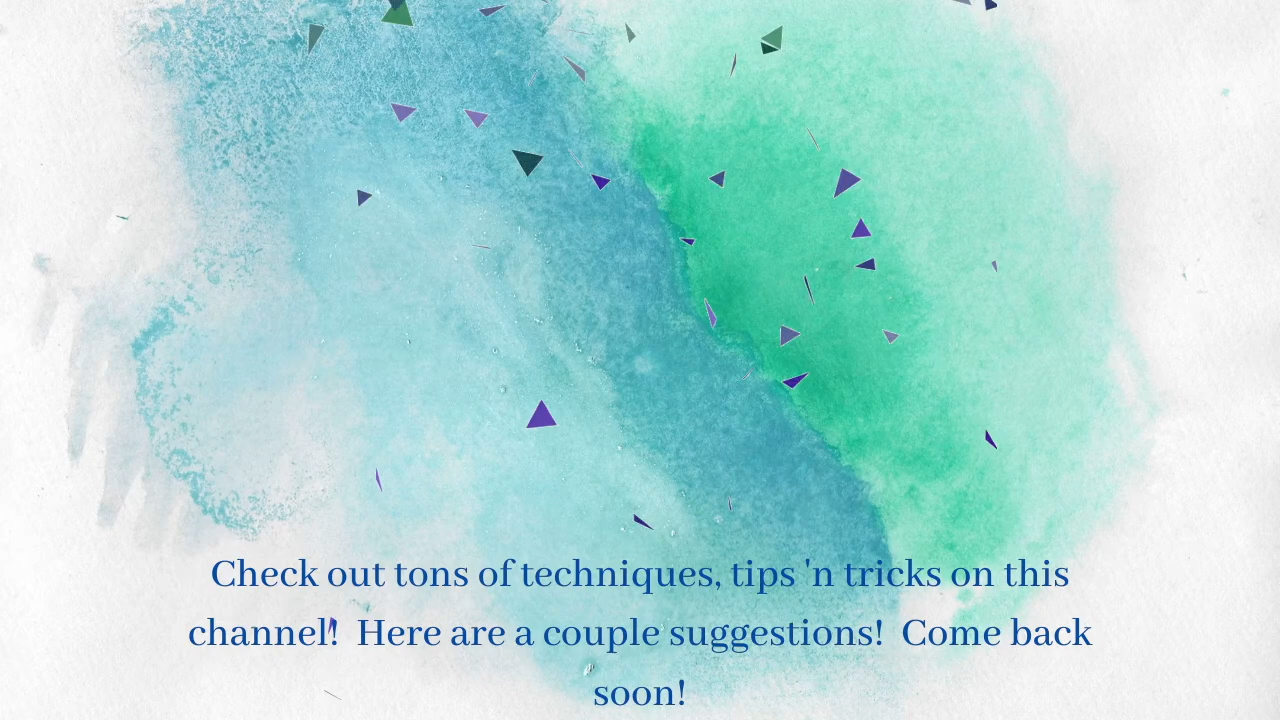 Check out tons of techniques, tips 'n tricks on this
channel!  Here are a couple suggestions!  Come back
soon!